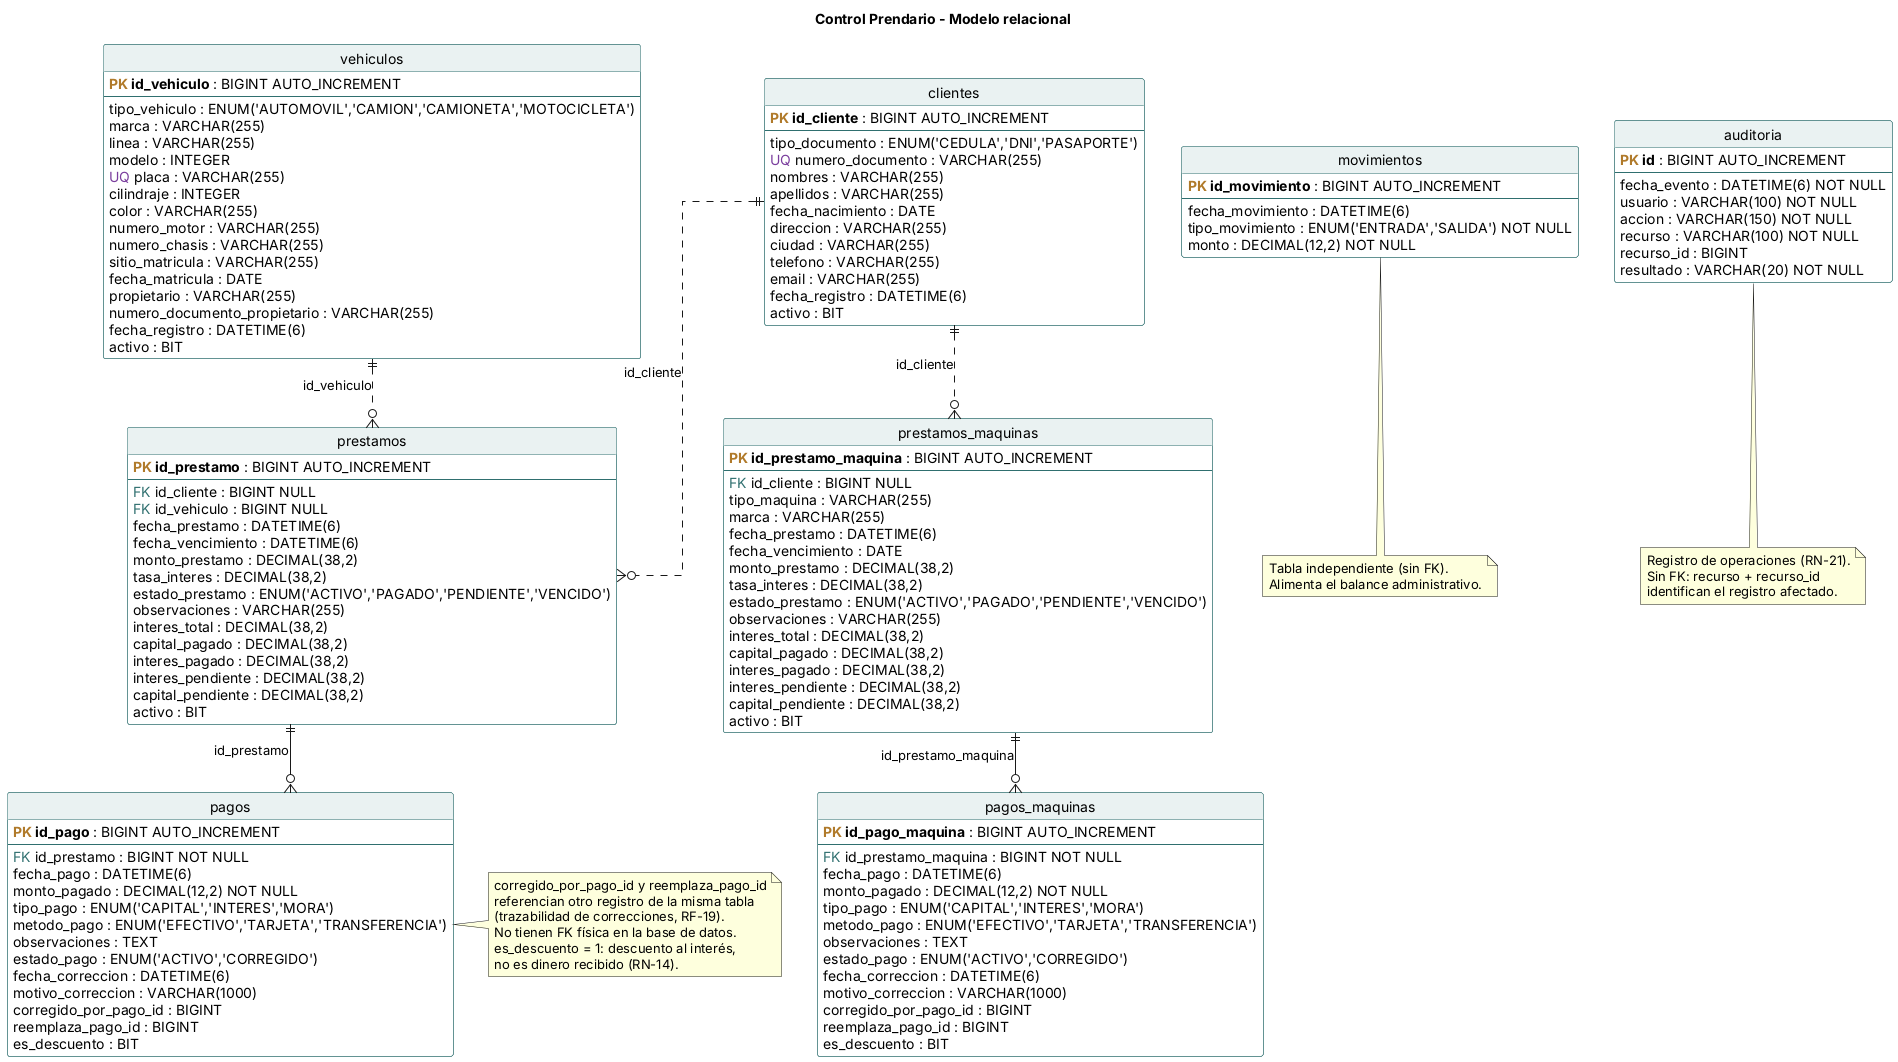 Control Prendario - Modelo relacional
vehiculos
PK id_vehiculo : BIGINT AUTO_INCREMENT
tipo_vehiculo : ENUM('AUTOMOVIL','CAMION','CAMIONETA','MOTOCICLETA')
marca : VARCHAR(255)
linea : VARCHAR(255)
modelo : INTEGER
UQ placa : VARCHAR(255)
cilindraje : INTEGER
color : VARCHAR(255)
numero_motor : VARCHAR(255)
numero_chasis : VARCHAR(255)
sitio_matricula : VARCHAR(255)
fecha_matricula : DATE
propietario : VARCHAR(255)
numero_documento_propietario : VARCHAR(255)
fecha_registro : DATETIME(6)
activo : BIT
clientes
PK id_cliente : BIGINT AUTO_INCREMENT
tipo_documento : ENUM('CEDULA','DNI','PASAPORTE')
UQ numero_documento : VARCHAR(255)
nombres : VARCHAR(255)
apellidos : VARCHAR(255)
fecha_nacimiento : DATE
direccion : VARCHAR(255)
ciudad : VARCHAR(255)
telefono : VARCHAR(255)
email : VARCHAR(255)
fecha_registro : DATETIME(6)
activo : BIT
movimientos
PK id_movimiento : BIGINT AUTO_INCREMENT
fecha_movimiento : DATETIME(6)
tipo_movimiento : ENUM('ENTRADA','SALIDA') NOT NULL
monto : DECIMAL(12,2) NOT NULL
auditoria
PK id : BIGINT AUTO_INCREMENT
fecha_evento : DATETIME(6) NOT NULL
usuario : VARCHAR(100) NOT NULL
accion : VARCHAR(150) NOT NULL
recurso : VARCHAR(100) NOT NULL
recurso_id : BIGINT
resultado : VARCHAR(20) NOT NULL
id_vehiculo
id_cliente
id_cliente
prestamos
PK id_prestamo : BIGINT AUTO_INCREMENT
FK id_cliente : BIGINT NULL
FK id_vehiculo : BIGINT NULL
fecha_prestamo : DATETIME(6)
fecha_vencimiento : DATETIME(6)
monto_prestamo : DECIMAL(38,2)
tasa_interes : DECIMAL(38,2)
estado_prestamo : ENUM('ACTIVO','PAGADO','PENDIENTE','VENCIDO')
observaciones : VARCHAR(255)
interes_total : DECIMAL(38,2)
capital_pagado : DECIMAL(38,2)
interes_pagado : DECIMAL(38,2)
interes_pendiente : DECIMAL(38,2)
capital_pendiente : DECIMAL(38,2)
activo : BIT
prestamos_maquinas
PK id_prestamo_maquina : BIGINT AUTO_INCREMENT
FK id_cliente : BIGINT NULL
tipo_maquina : VARCHAR(255)
marca : VARCHAR(255)
fecha_prestamo : DATETIME(6)
fecha_vencimiento : DATE
monto_prestamo : DECIMAL(38,2)
tasa_interes : DECIMAL(38,2)
estado_prestamo : ENUM('ACTIVO','PAGADO','PENDIENTE','VENCIDO')
observaciones : VARCHAR(255)
interes_total : DECIMAL(38,2)
capital_pagado : DECIMAL(38,2)
interes_pagado : DECIMAL(38,2)
interes_pendiente : DECIMAL(38,2)
capital_pendiente : DECIMAL(38,2)
activo : BIT
Tabla independiente (sin FK).
Alimenta el balance administrativo.
Registro de operaciones (RN-21).
Sin FK: recurso + recurso_id
identifican el registro afectado.
id_prestamo
id_prestamo_maquina
pagos
PK id_pago : BIGINT AUTO_INCREMENT
FK id_prestamo : BIGINT NOT NULL
fecha_pago : DATETIME(6)
monto_pagado : DECIMAL(12,2) NOT NULL
tipo_pago : ENUM('CAPITAL','INTERES','MORA')
metodo_pago : ENUM('EFECTIVO','TARJETA','TRANSFERENCIA')
observaciones : TEXT
estado_pago : ENUM('ACTIVO','CORREGIDO')
fecha_correccion : DATETIME(6)
motivo_correccion : VARCHAR(1000)
corregido_por_pago_id : BIGINT
reemplaza_pago_id : BIGINT
es_descuento : BIT
corregido_por_pago_id y reemplaza_pago_id
referencian otro registro de la misma tabla
(trazabilidad de correcciones, RF-19).
No tienen FK física en la base de datos.
es_descuento = 1: descuento al interés,
no es dinero recibido (RN-14).
pagos_maquinas
PK id_pago_maquina : BIGINT AUTO_INCREMENT
FK id_prestamo_maquina : BIGINT NOT NULL
fecha_pago : DATETIME(6)
monto_pagado : DECIMAL(12,2) NOT NULL
tipo_pago : ENUM('CAPITAL','INTERES','MORA')
metodo_pago : ENUM('EFECTIVO','TARJETA','TRANSFERENCIA')
observaciones : TEXT
estado_pago : ENUM('ACTIVO','CORREGIDO')
fecha_correccion : DATETIME(6)
motivo_correccion : VARCHAR(1000)
corregido_por_pago_id : BIGINT
reemplaza_pago_id : BIGINT
es_descuento : BIT